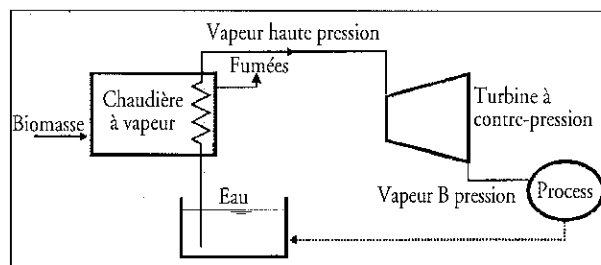 Vapeur haute pression
Fumées
Chaudière
à vapeur
Biomasse
Turbine à
contre-pression
Vapeur B pression
Process
Eau